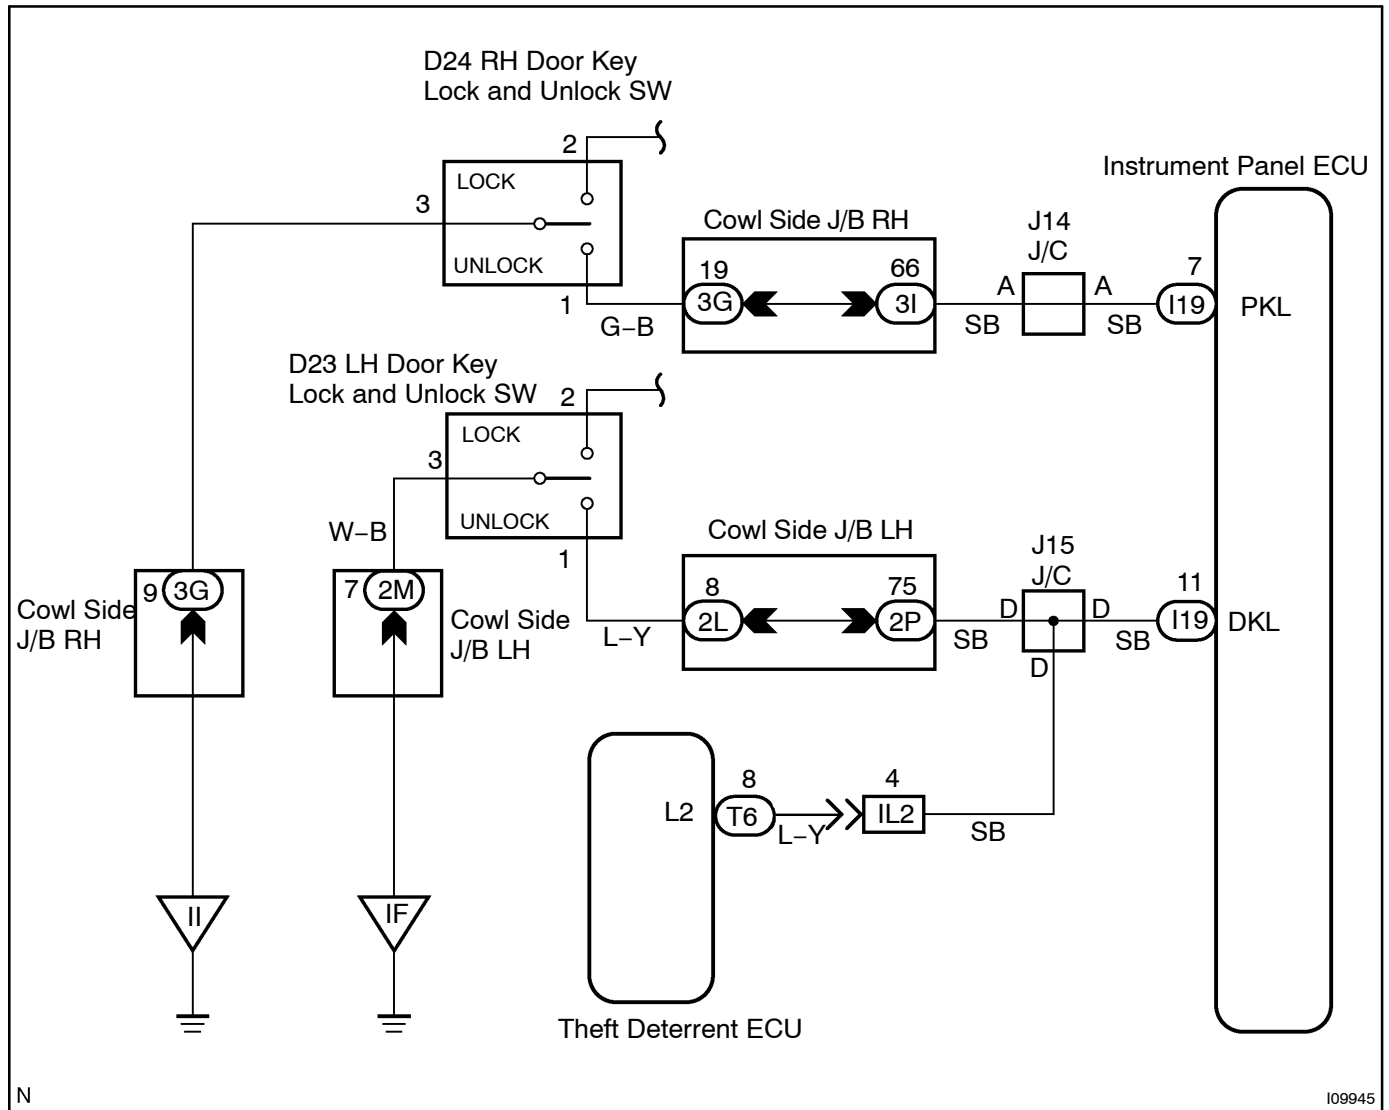 D24 RH Door Key
Lock and Unlock SW
2
LOCK
3
UNLOCK
1
G–B
Cowl Side J/B RH
19
66
3G
3I
SB
J14
J/C
A
A
SB
Instrument Panel ECU
7
I19
PKL
D23 LH Door Key
Lock and Unlock SW
2
LOCK
3
UNLOCK
1
W–B
L–Y
Cowl Side J/B LH
8
75
2L
2P
SB
J15
J/C
D
D
D
SB
11
I19
DKL
Cowl Side
J/B RH
9
3G
7
2M
Cowl Side
J/B LH
L2
8
T6
L–Y
4
IL2
SB
II
IF
Theft Deterrent ECU
N
I09945